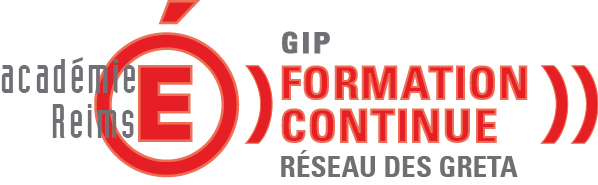 académie
Reims
É
GIP
FORMATION
CONTINUE
RÉSEAU DES GRETA